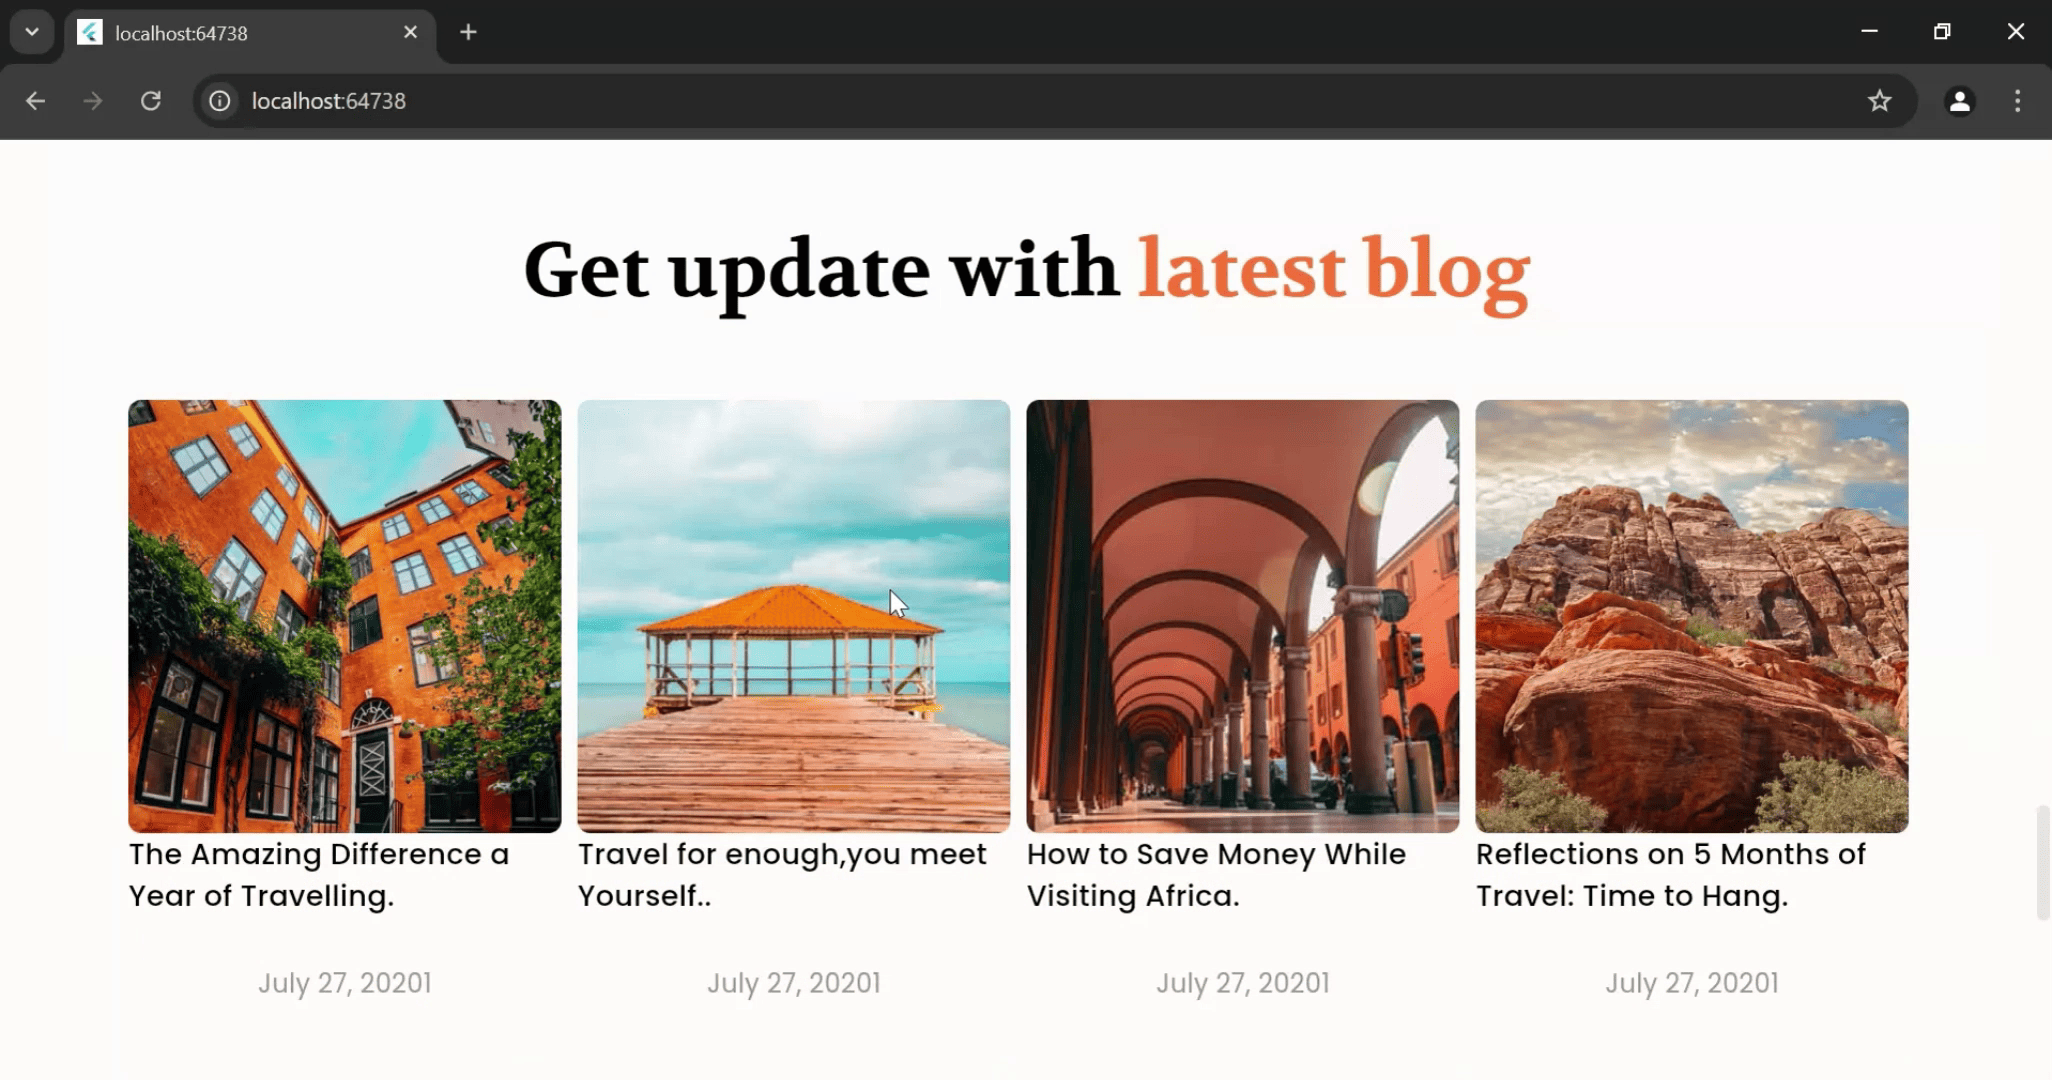 localhost:64738
localhost:64738
Get update with latest blog
The Amazing Difference a
Year of Travelling.
July 27, 20201
Travel for enough,you meet
Yourself..
July 27, 20201
How to Save Money While
Visiting Africa.
July 27, 20201
Reflections on 5 Months of
Travel: Time to Hang.
July 27, 20201